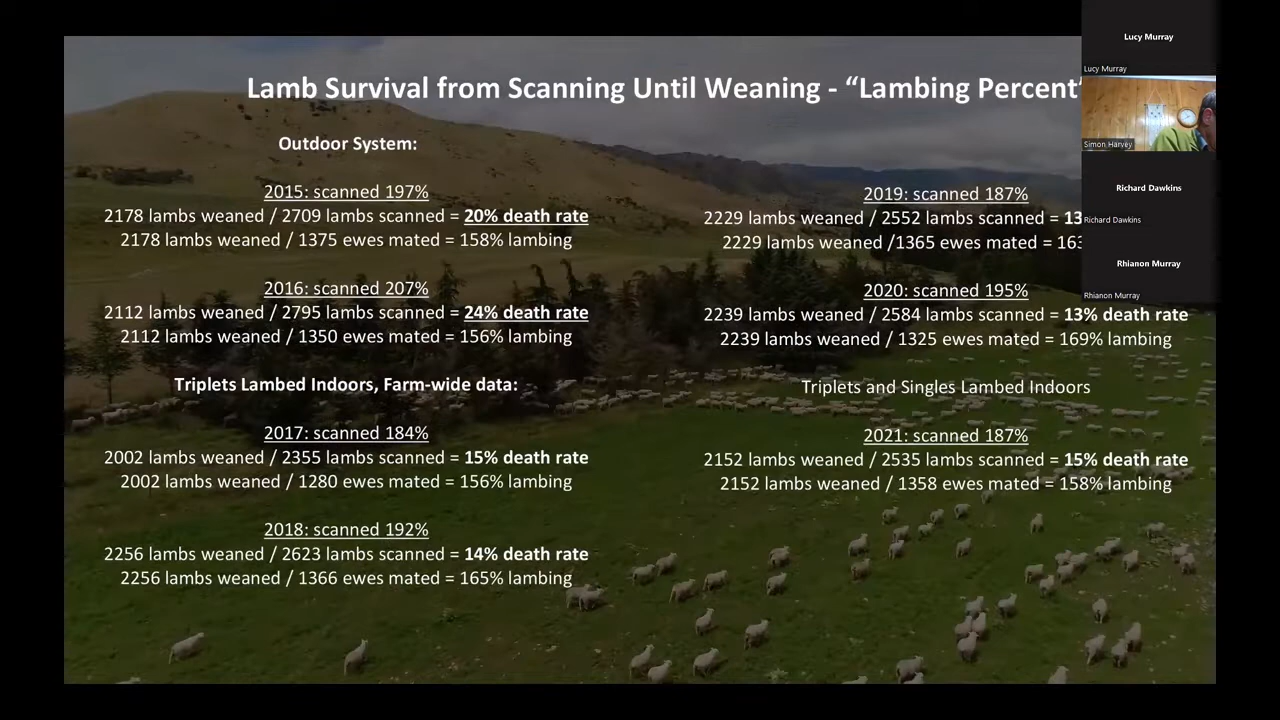 Lamb Survival from Scanning Until Weaning - “Lambing Percent”
Outdoor System:
2015: scanned 197%
2178 lambs weaned / 2709 lambs scanned = 20% death rate
2178 lambs weaned / 1375 ewes mated = 158% lambing
2016: scanned 207%
2112 lambs weaned / 2795 lambs scanned = 24% death rate
2112 lambs weaned / 1350 ewes mated = 156% lambing
Triplets Lambed Indoors, Farm-wide data:
2017: scanned 184%
2002 lambs weaned / 2355 lambs scanned = 15% death rate
2002 lambs weaned / 1280 ewes mated = 156% lambing
2018: scanned 192%
2256 lambs weaned / 2623 lambs scanned = 14% death rate
2256 lambs weaned / 1366 ewes mated = 165% lambing
2019: scanned 187%
2229 lambs weaned / 2552 lambs scanned = 13
2229 lambs weaned /1365 ewes mated = 163
2020: scanned 195%
2239 lambs weaned / 2584 lambs scanned = 13% death rate
2239 lambs weaned / 1325 ewes mated = 169% lambing
Triplets and Singles Lambed Indoors
2021: scanned 187%
2152 lambs weaned / 2535 lambs scanned = 15% death rate
2152 lambs weaned / 1358 ewes mated = 158% lambing
Lucy Murray
Lucy Murray
Simon Harvey
Richard Dawkins
Richard Dawkins
Rhianon Murray
Rhianon Murray